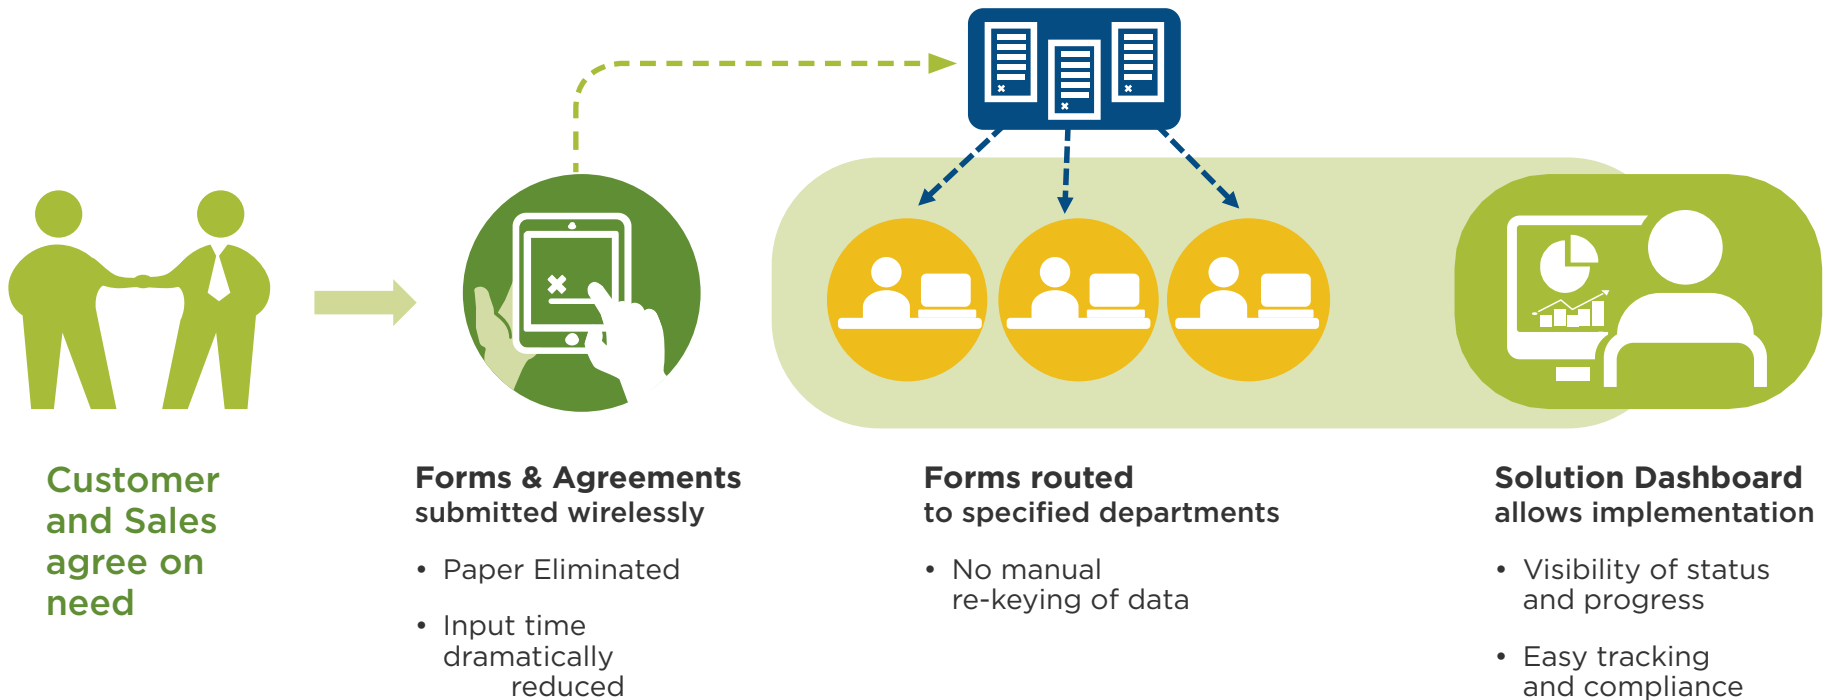 Customer
and Sales
agree on
need
Forms & Agreements
submitted wirelessly
• Paper Eliminated
• Input time
dramatically
reduced
Forms routed
to specified departments
• No manual
re-keying of data
Solution Dashboard
allows implementation
• Visibility of status
and progress
• Easy tracking
and compliance